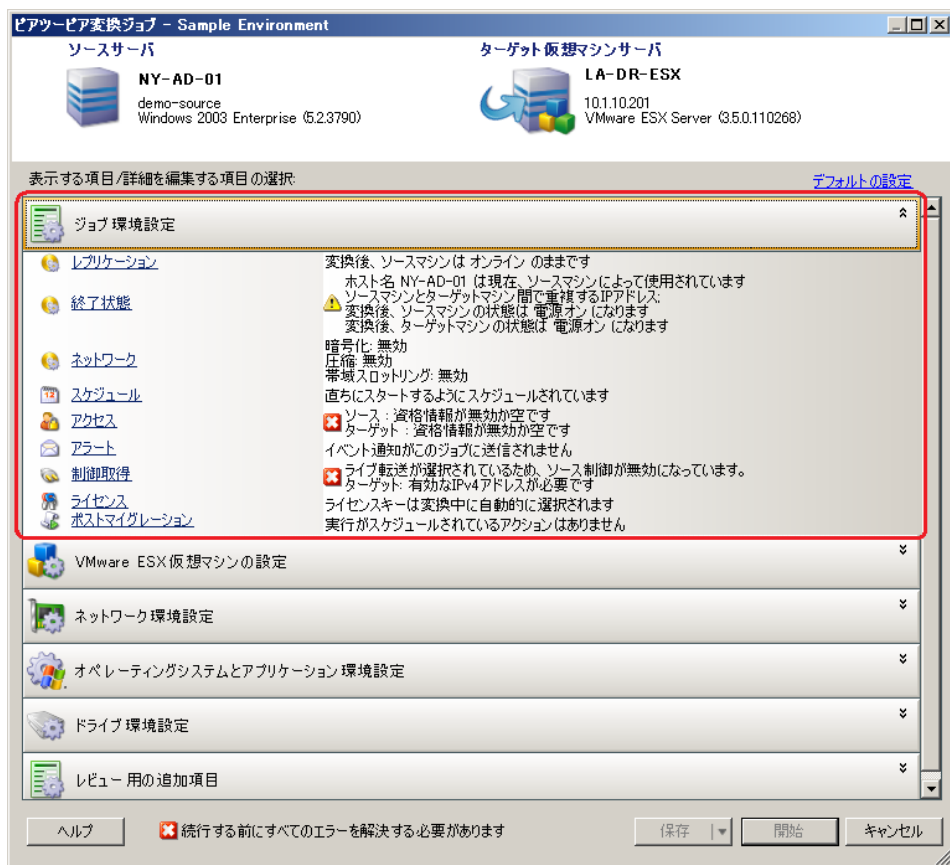 ピアツーピア変換ジョブ - Sample Environment
ソースサーバ
NY-AD-01
demo-source
Windows 2003 Enterprise (5.2.3790)
ターゲット仮想マシンサーバ
LA-DR-ESX
10.1.10.201
VMware ESX Server (3.5.0.110268)
表示する項目/詳細を編集する項目の選択:
デフォルトの設定
ジョブ環境設定
レプリケーション 変換後、ソースマシンは オンライン のままです
終了状態 ホスト名 NY-AD-01 は現在、ソースマシンによって使用されています
ソースマシンとターゲットマシン間で重複するIPアドレス:
変換後、ソースマシンの状態は 電源オン になります
変換後、ターゲットマシンの状態は 電源オン になります
ネットワーク 暗号化: 無効
圧縮: 無効
帯域スロットリング: 無効
スケジュール 直ちにスタートするようにスケジュールされています
アクセス ソース : 資格情報が無効か空です
ターゲット : 資格情報が無効か空です
アラート イベント通知がこのジョブに送信されません
制御取得 ライブ転送が選択されているため、ソース制御が無効になっています。
ターゲット: 有効なIPv4アドレスが必要です
ライセンス ライセンスキーは変換中に自動的に選択されます
ポストマイグレーション 実行がスケジュールされているアクションはありません
VMware ESX仮想マシンの設定
ネットワーク環境設定
オペレーティングシステムとアプリケーション環境設定
ドライブ環境設定
レビュー用の追加項目
ヘルプ 続行する前にすべてのエラーを解決する必要があります 保存 開始 キャンセル